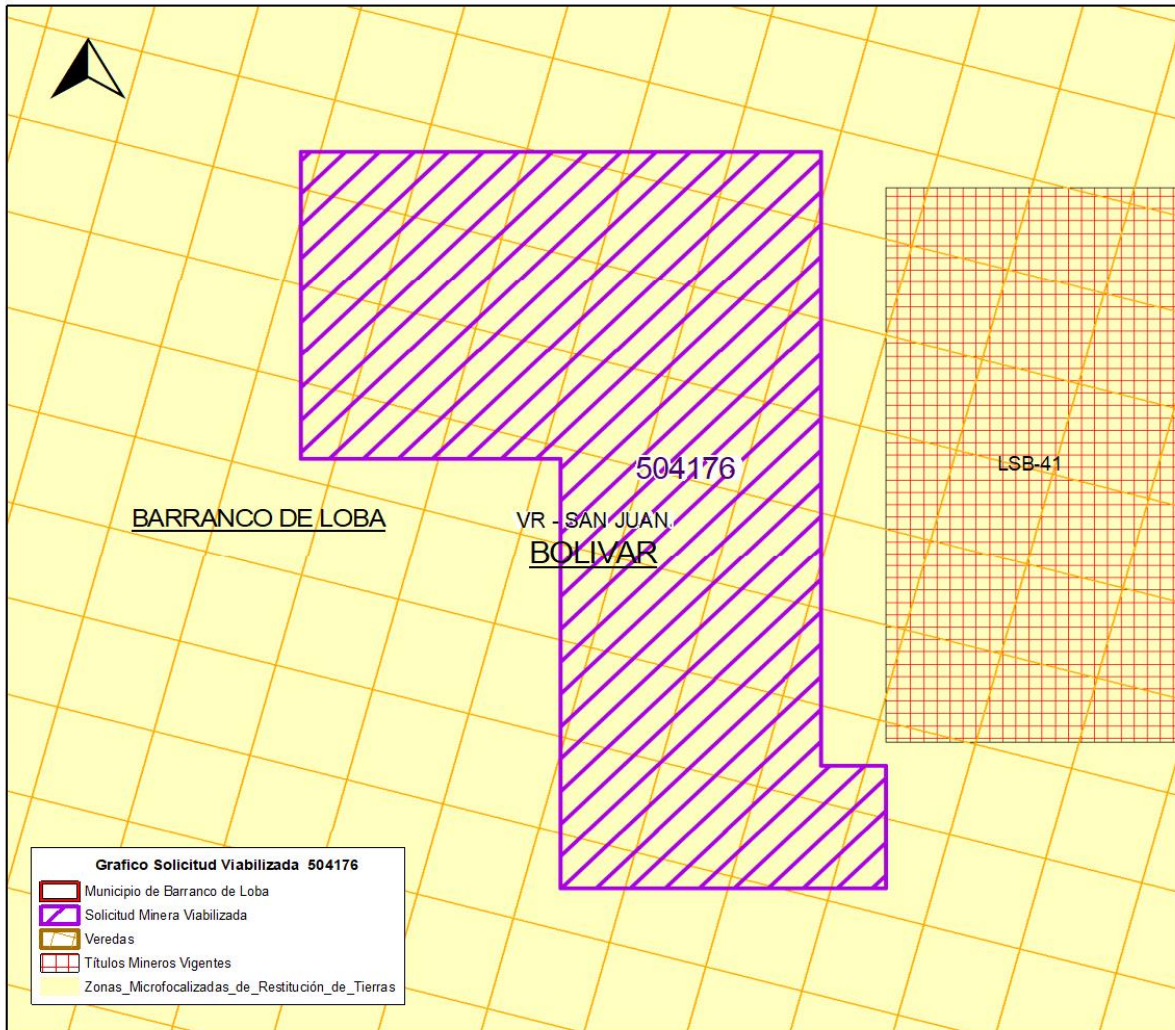 504176
LSB-41
BARRANCO DE LOBA
VR - SAN JUAN
BOLIVAR
Grafico Solicitud Viabilizada 504176
Municipio de Barranco de Loba
Solicitud Minera Viabilizada
Veredas
Títulos Mineros Vigentes
Zonas_Microfocalizadas_de_Restitución_de_Tierras